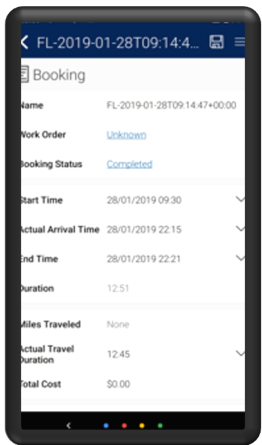 FL-2019-01-28T09:14:4...
Booking
Name FL-2019-01-28T09:14:47+00:00
Work Order Unknown
Booking Status Completed
Start Time 28/01/2019 09:30
Actual Arrival Time 28/01/2019 22:15
End Time 28/01/2019 22:21
Duration 12:51
Miles Traveled None
Actual Travel
Duration 12:45
Total Cost $0.00